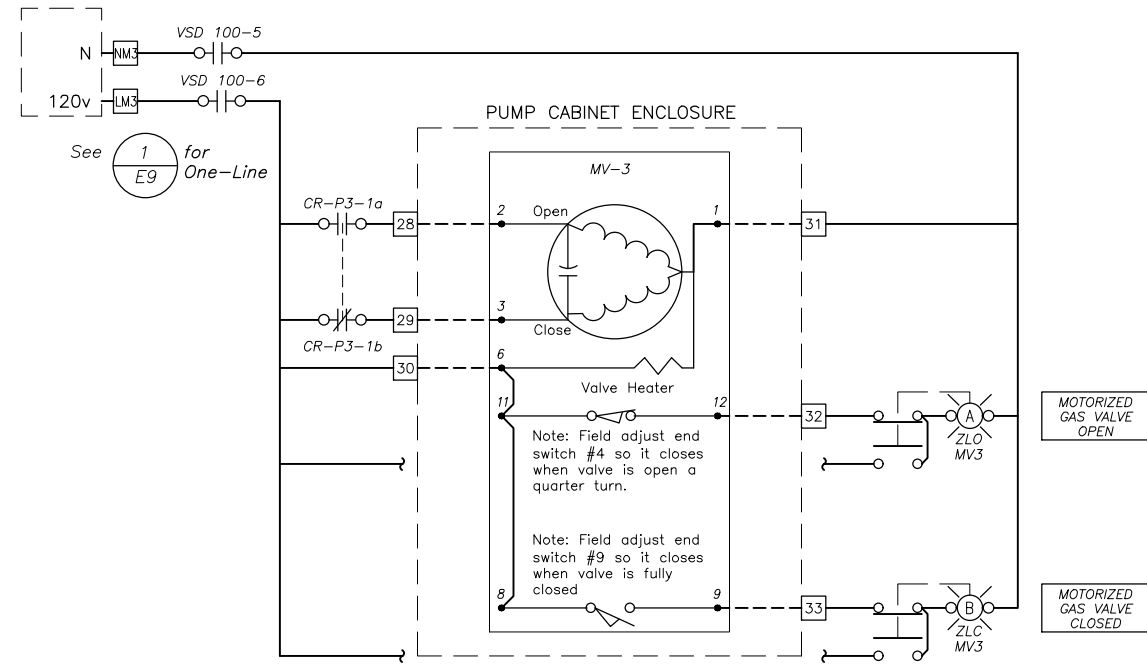 VSD 100-5
N
NM3
VSD 100-6
120v
LM3
See
1
E9
for
One-Line
PUMP CABINET ENCLOSURE
MV-3
CR-P3-1a
28
2
Open
1
31
3
29
Close
CR-P3-1b
6
30
Valve Heater
11
12
32
A
ZLO
MV3
MOTORIZED
GAS VALVE
OPEN
Note: Field adjust end
switch #4 so it closes
when valve is open a
quarter turn.
Note: Field adjust end
switch #9 so it closes
when valve is fully
closed
8
9
33
B
ZLC
MV3
MOTORIZED
GAS VALVE
CLOSED